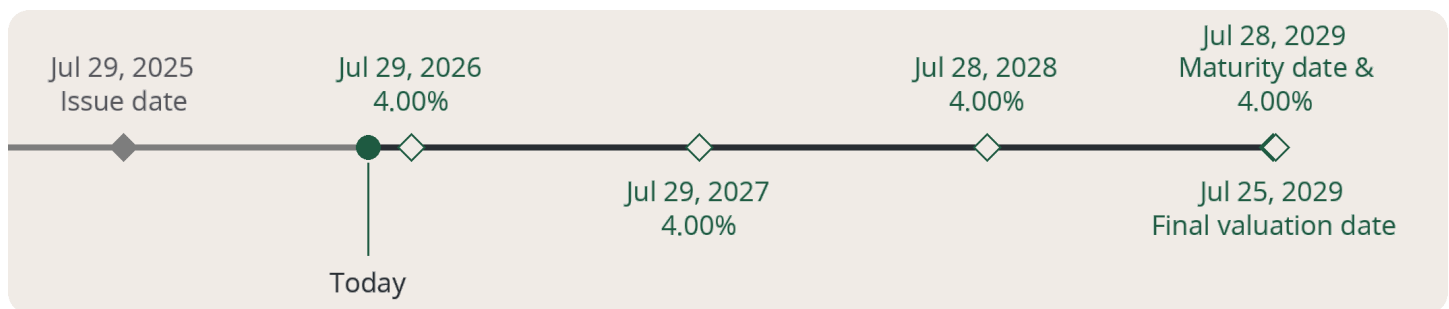 Jul 29, 2025
Issue date
Jul 29, 2026
4.00%
Jul 28, 2028
4.00%
Jul 28, 2029
Maturity date &
4.00%
Jul 29, 2027
4.00%
Jul 25, 2029
Final valuation date
Today